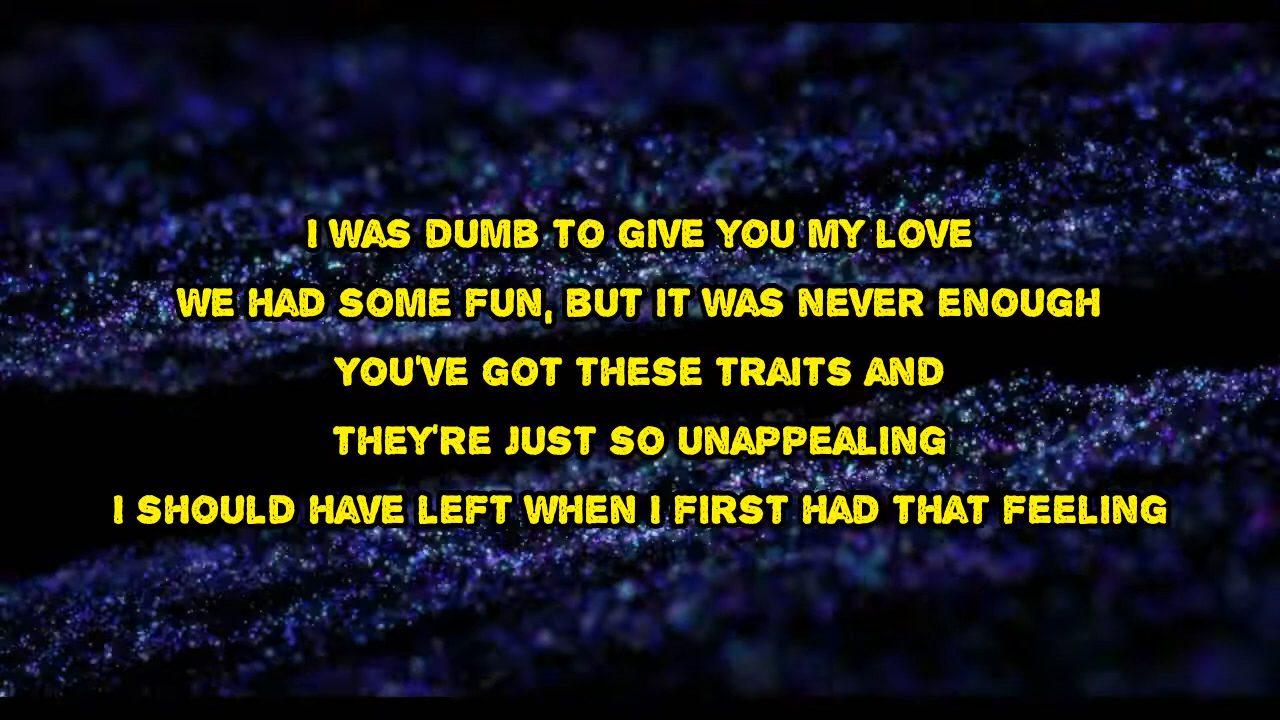 I WAS DUMB TO GIVE YOU MY LOVE
WE HAD SOME FUN, BUT IT WAS NEVER ENOUGH
YOU'VE GOT THESE TRAITS AND
THEY'RE JUST SO UNAPPEALING
I SHOULD HAVE LEFT WHEN I FIRST HAD THAT FEELING